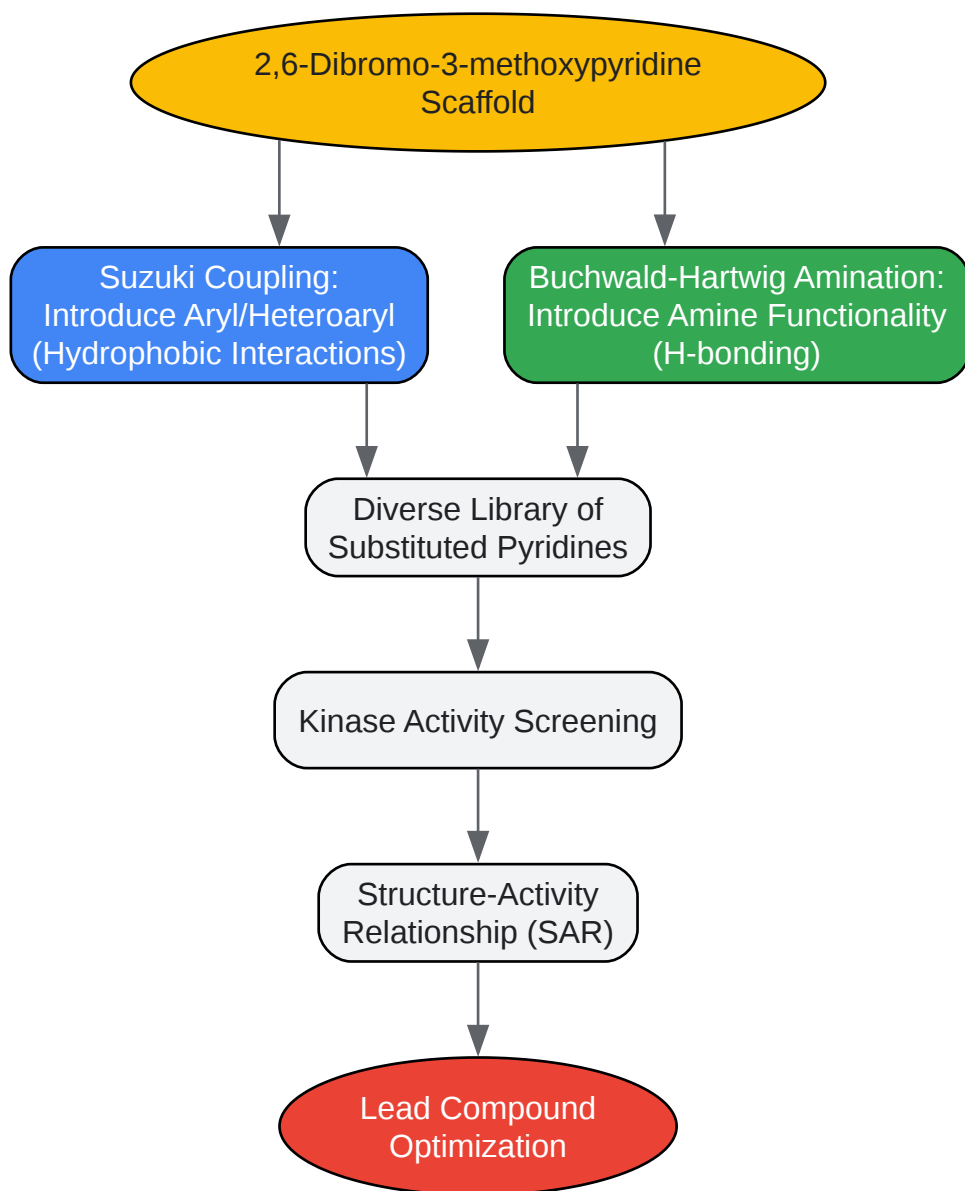 2,6-Dibromo-3-methoxypyridine
Scaffold
Suzuki Coupling:
Introduce Aryl/Heteroaryl
(Hydrophobic Interactions)
Buchwald-Hartwig Amination:
Introduce Amine Functionality
(H-bonding)
Diverse Library of
Substituted Pyridines
Kinase Activity Screening
Structure-Activity
Relationship (SAR)
Lead Compound
Optimization